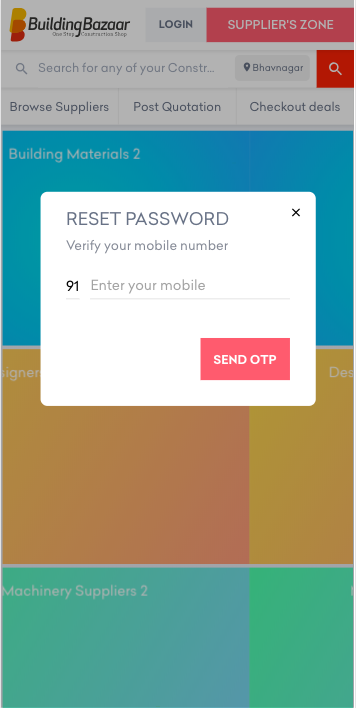 BuildingBazaar
One Stop Construction Shop
LOGIN
SUPPLIER'S ZONE
Search for any of your Constr...
Bhavnagar
Browse Suppliers
Post Quotation
Checkout deals
Building Materials 2
RESET PASSWORD
×
Verify your mobile number
91
Enter your mobile
SEND OTP
signer
Des
Machinery Suppliers 2